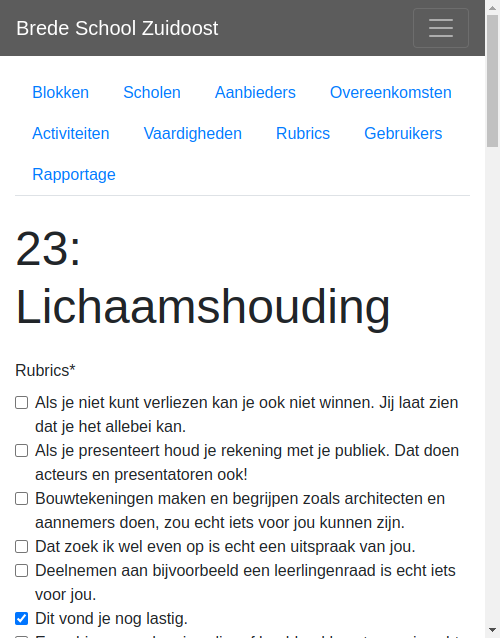 Brede School Zuidoost
Blokken Scholen Aanbieders Overeenkomsten
Activiteiten Vaardigheden Rubrics Gebruikers
Rapportage
23:
Lichaamshouding
Rubrics*
Als je niet kunt verliezen kan je ook niet winnen. Jij laat zien
dat je het allebei kan.
Als je presenteert houd je rekening met je publiek. Dat doen
acteurs en presentatoren ook!
Bouwtekeningen maken en begrijpen zoals architecten en
aannemers doen, zou echt iets voor jou kunnen zijn.
Dat zoek ik wel even op is echt een uitspraak van jou.
Deelnemen aan bijvoorbeeld een leerlingenraad is echt iets
voor jou.
Dit vond je nog lastig.